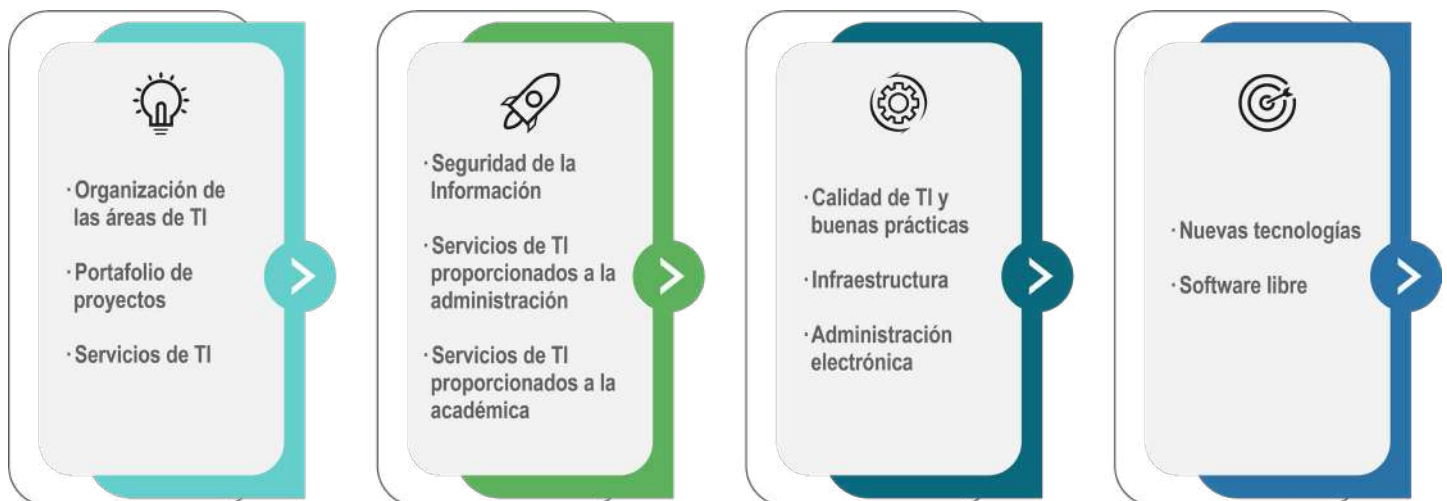 · Organización de
las áreas de TI
· Portafolio de
proyectos
· Servicios de TI
· Seguridad de la
Información
· Servicios de TI
proporcionados a la
administración
· Servicios de TI
proporcionados a la
académica
· Calidad de TI y
buenas prácticas
· Infraestructura
· Administración
electrónica
· Nuevas tecnologías
· Software libre